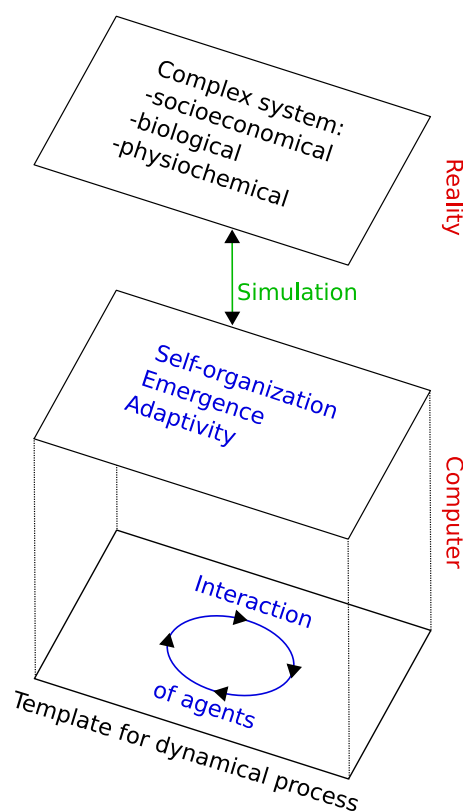 Complex system:
-socioeconomical
-biological
-physiochemical
Reality
Simulation
Self-organization
Emergence
Adaptivity
Computer
Interaction
of agents
Template for dynamical process